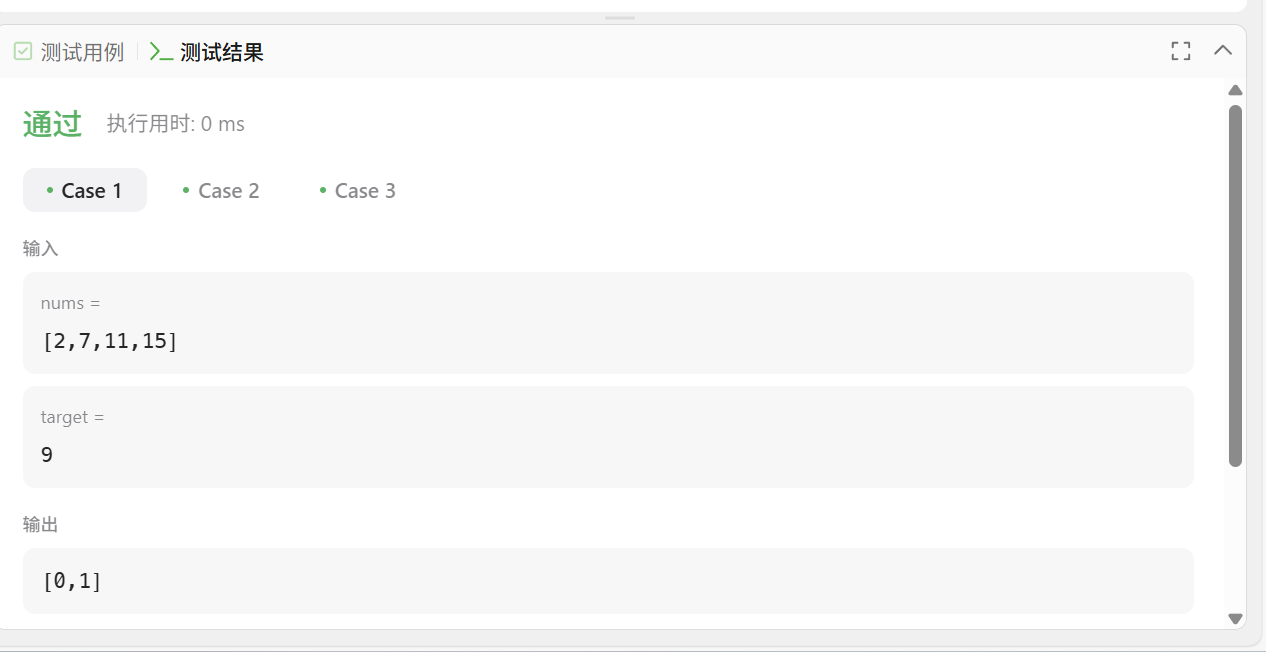 测试用例 测试结果
通过 执行用时: 0 ms
Case 1 Case 2 Case 3
输入
nums =
[2,7,11,15]
target =
9
输出
[0,1]